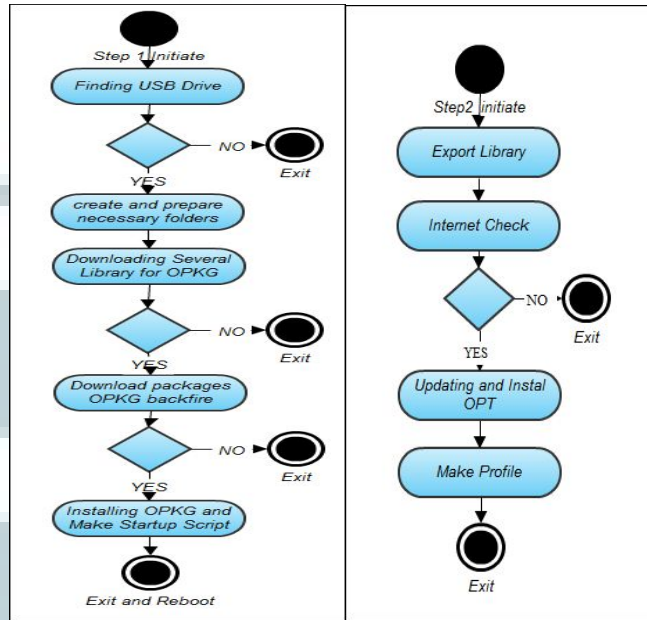 Step 1 Initiate
Finding USB Drive
NO
Exit
YES
create and prepare
necessary folders
Downloading Several
Library for OPKG
NO
Exit
YES
Download packages
OPKG backfire
NO
Exit
YES
Installing OPKG and
Make Startup Script
Exit and Reboot
Step2 initiate
Export Library
Internet Check
NO
Exit
YES
Updating and Instal
OPT
Make Profile
Exit